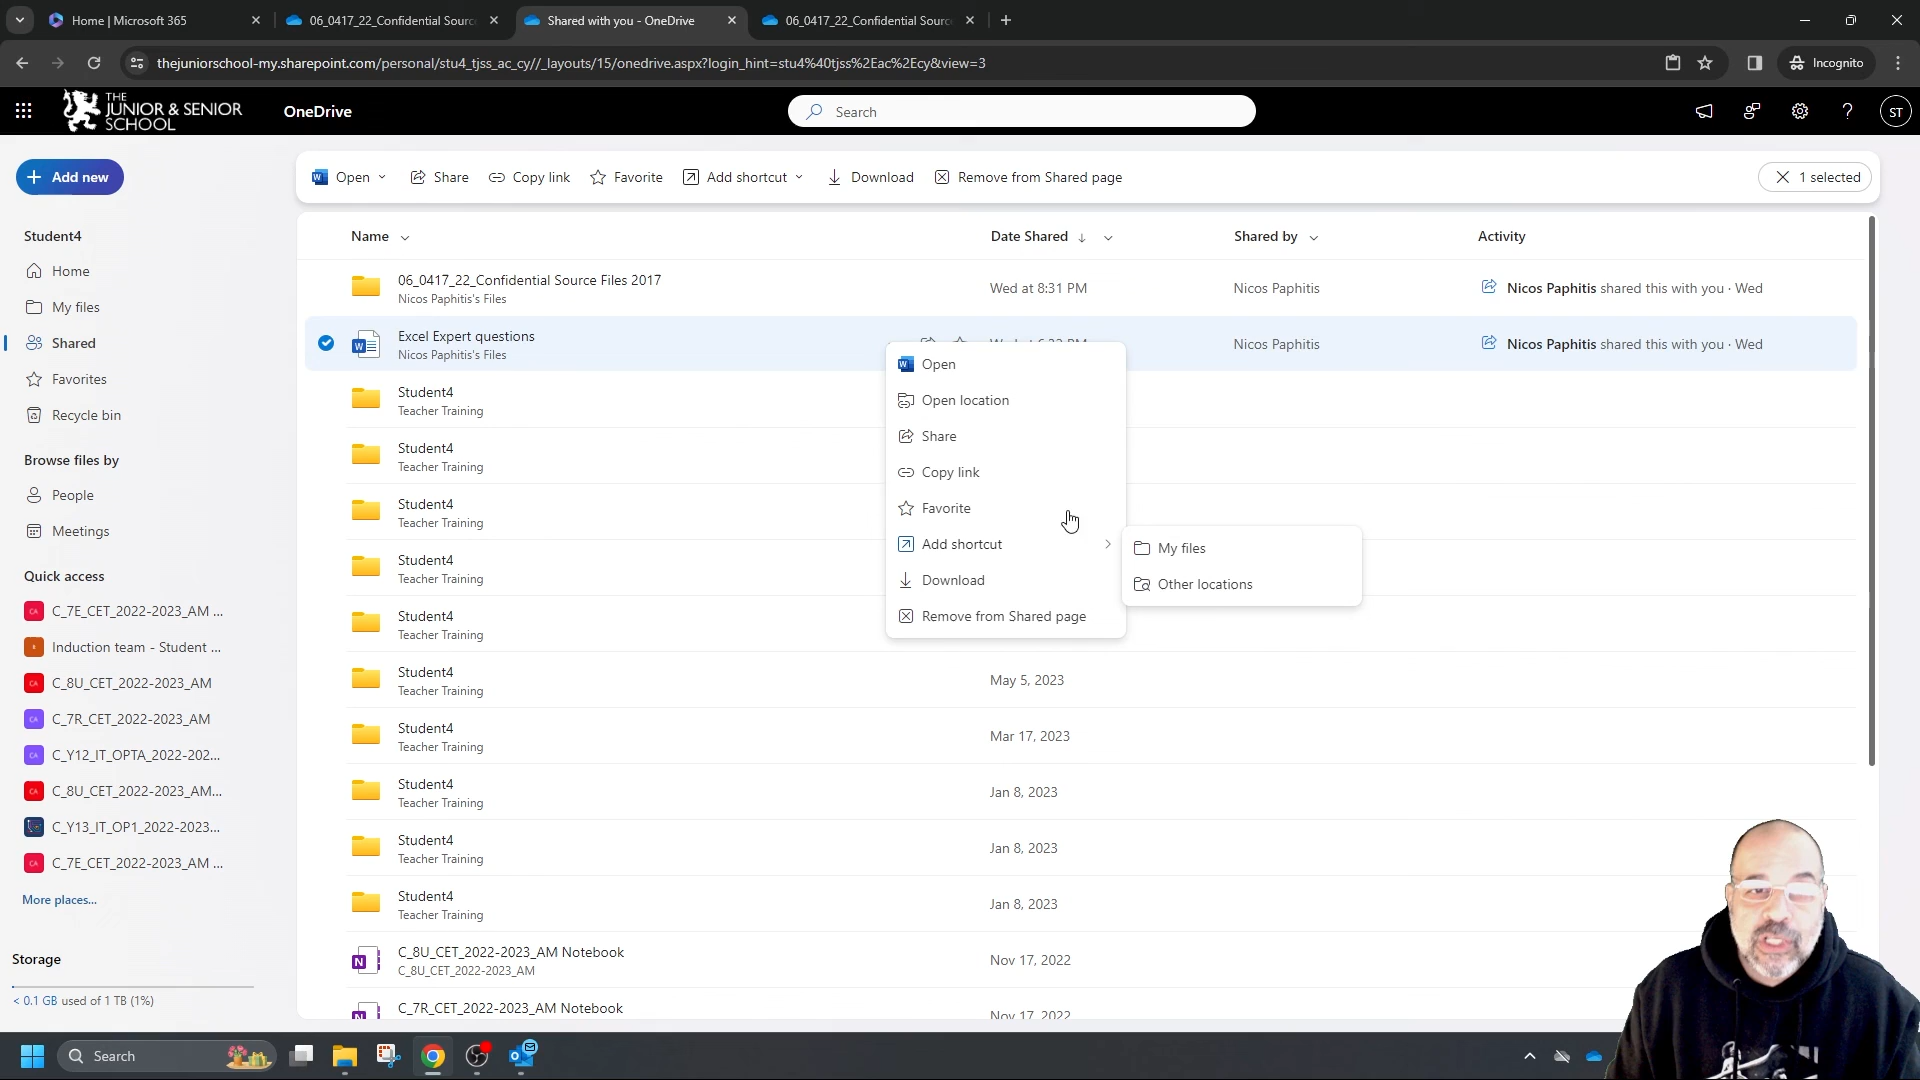 Home | Microsoft 365
06_0417_22_Confidential Sourc
Shared with you - OneDrive
06_0417_22_Confidential Sourc
thejuniorschool-my.sharepoint.com/personal/stu4_tjss_ac_cy//_layouts/15/onedrive.aspx?login_hint=stu4%40tjss%2Eac%2Ecy&view=3
Incognito
THE
JUNIOR & SENIOR
SCHOOL
OneDrive
Search
ST
Add new
Open
Share
Copy link
Favorite
Add shortcut
Download
Remove from Shared page
1 selected
Student4
Home
My files
Shared
Favorites
Recycle bin
Browse files by
People
Meetings
Quick access
C_7E_CET_2022-2023_AM ...
Induction team - Student ...
C_8U_CET_2022-2023_AM
C_7R_CET_2022-2023_AM
C_Y12_IT_OPTA_2022-202...
C_8U_CET_2022-2023_AM...
C_Y13_IT_OP1_2022-2023...
C_7E_CET_2022-2023_AM ...
More places...
Storage
< 0.1 GB used of 1 TB (1%)
Name
Date Shared
Shared by
Activity
06_0417_22_Confidential Source Files 2017
Nicos Paphitis's Files
Wed at 8:31 PM
Nicos Paphitis
Nicos Paphitis shared this with you · Wed
Excel Expert questions
Nicos Paphitis's Files
Nicos Paphitis
Nicos Paphitis shared this with you · Wed
Student4
Teacher Training
Student4
Teacher Training
Student4
Teacher Training
Student4
Teacher Training
Student4
Teacher Training
Student4
Teacher Training
May 5, 2023
Student4
Teacher Training
Mar 17, 2023
Student4
Teacher Training
Jan 8, 2023
Student4
Teacher Training
Jan 8, 2023
Student4
Teacher Training
Jan 8, 2023
C_8U_CET_2022-2023_AM Notebook
C_8U_CET_2022-2023_AM
Nov 17, 2022
C_7R_CET_2022-2023_AM Notebook
Nov 17, 2022
Open
Open location
Share
Copy link
Favorite
Add shortcut
Download
Remove from Shared page
My files
Other locations
Search